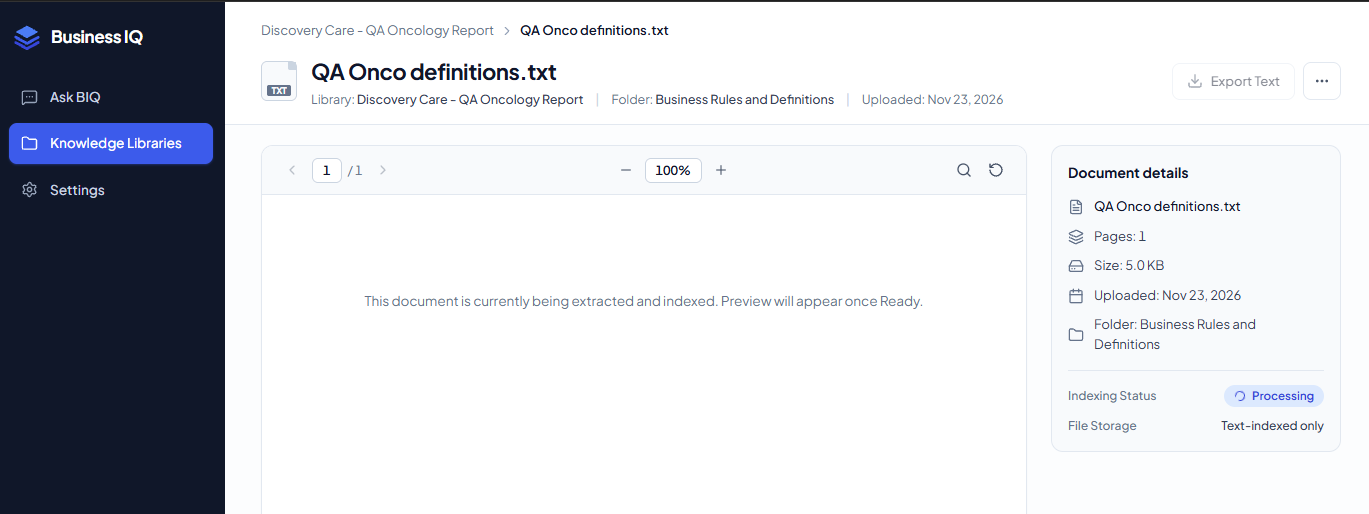 Business IQ
Ask BIQ
Knowledge Libraries
Settings
Discovery Care - QA Oncology Report > QA Onco definitions.txt
TXT
QA Onco definitions.txt
Library: Discovery Care - QA Oncology Report | Folder: Business Rules and Definitions | Uploaded: Nov 23, 2026
Export Text
1 / 1
100%
This document is currently being extracted and indexed. Preview will appear once Ready.
Document details
QA Onco definitions.txt
Pages: 1
Size: 5.0 KB
Uploaded: Nov 23, 2026
Folder: Business Rules and
Definitions
Indexing Status Processing
File Storage Text-indexed only